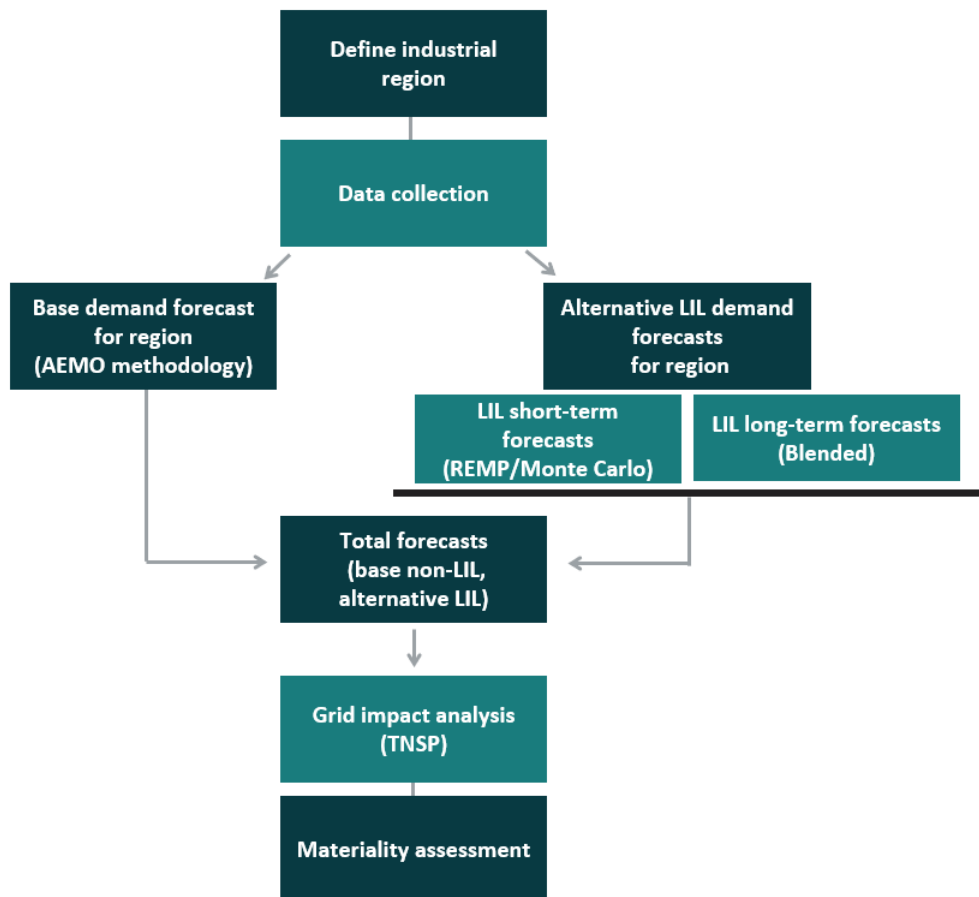 Define industrial
region
Data collection
Base demand forecast
for region
(AEMO methodology)
Alternative LIL demand
forecasts
for region
LIL short-term
forecasts
(REMP/Monte Carlo)
LIL long-term forecasts
(Blended)
Total forecasts
(base non-LIL,
alternative LIL)
Grid impact analysis
(TNSP)
Materiality assessment